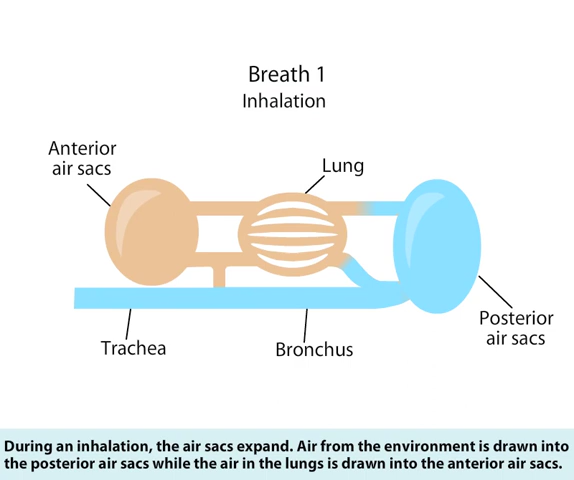 Breath 1
Inhalation
Anterior
air sacs
Lung
Trachea
Bronchus
Posterior
air sacs
During an inhalation, the air sacs expand. Air from the environment is drawn into
the posterior air sacs while the air in the lungs is drawn into the anterior air sacs.